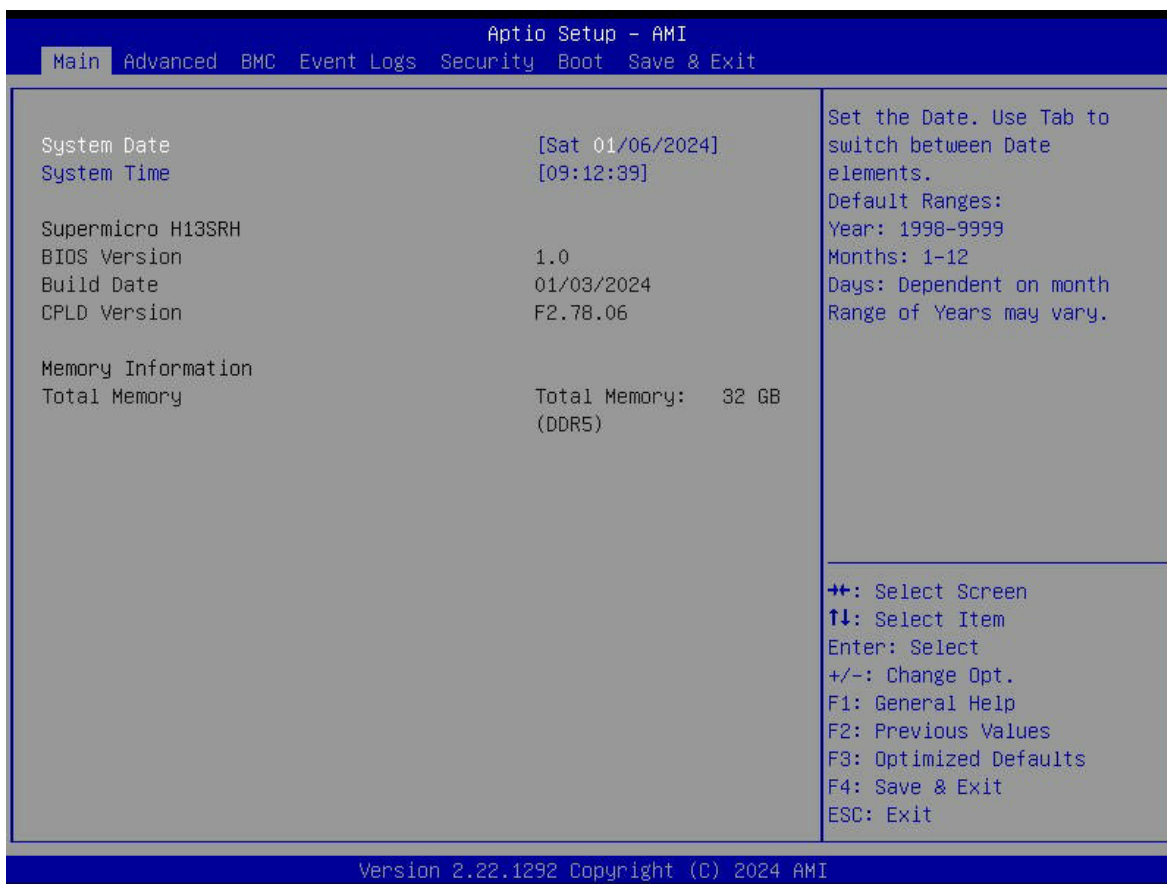 Aptio Setup – AMI
Main Advanced BMC Event Logs Security Boot Save & Exit
System Date [Sat 01/06/2024]
System Time [09:12:39]
Supermicro H13SRH
BIOS Version 1.0
Build Date 01/03/2024
CPLD Version F2.78.06
Memory Information
Total Memory Total Memory: 32 GB
(DDR5)
Set the Date. Use Tab to
switch between Date
elements.
Default Ranges:
Year: 1998-9999
Months: 1-12
Days: Dependent on month
Range of Years may vary.
→←: Select Screen
↑↓: Select Item
Enter: Select
+/-: Change Opt.
F1: General Help
F2: Previous Values
F3: Optimized Defaults
F4: Save & Exit
ESC: Exit
Version 2.22.1292 Copyright (C) 2024 AMI